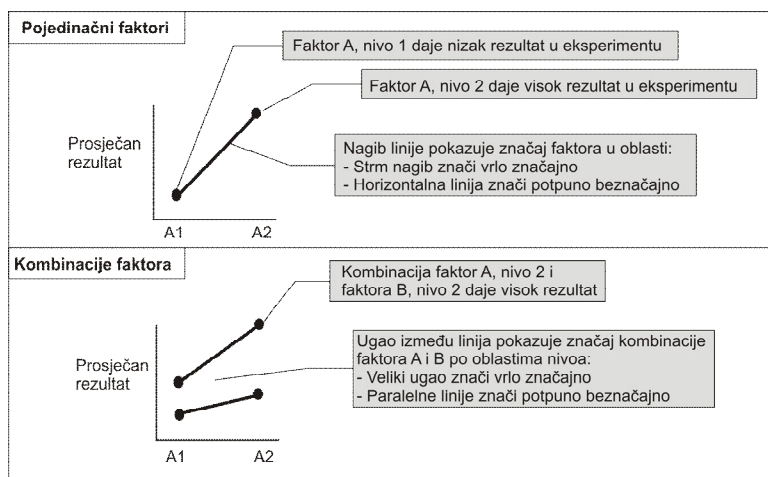 Pojedinačni faktori
Faktor A, nivo 1 daje nizak rezultat u eksperimentu
Faktor A, nivo 2 daje visok rezultat u eksperimentu
Prosječan
rezultat
Nagib linije pokazuje značaj faktora u oblasti:
- Strm nagib znači vrlo značajno
- Horizontalna linija znači potpuno beznačajno
A1
A2
Kombinacije faktora
Kombinacija faktor A, nivo 2 i
faktora B, nivo 2 daje visok rezultat
Prosječan
rezultat
Ugao između linija pokazuje značaj kombinacije
faktora A i B po oblastima nivoa:
- Veliki ugao znači vrlo značajno
- Paralelne linije znači potpuno beznačajno
A1
A2